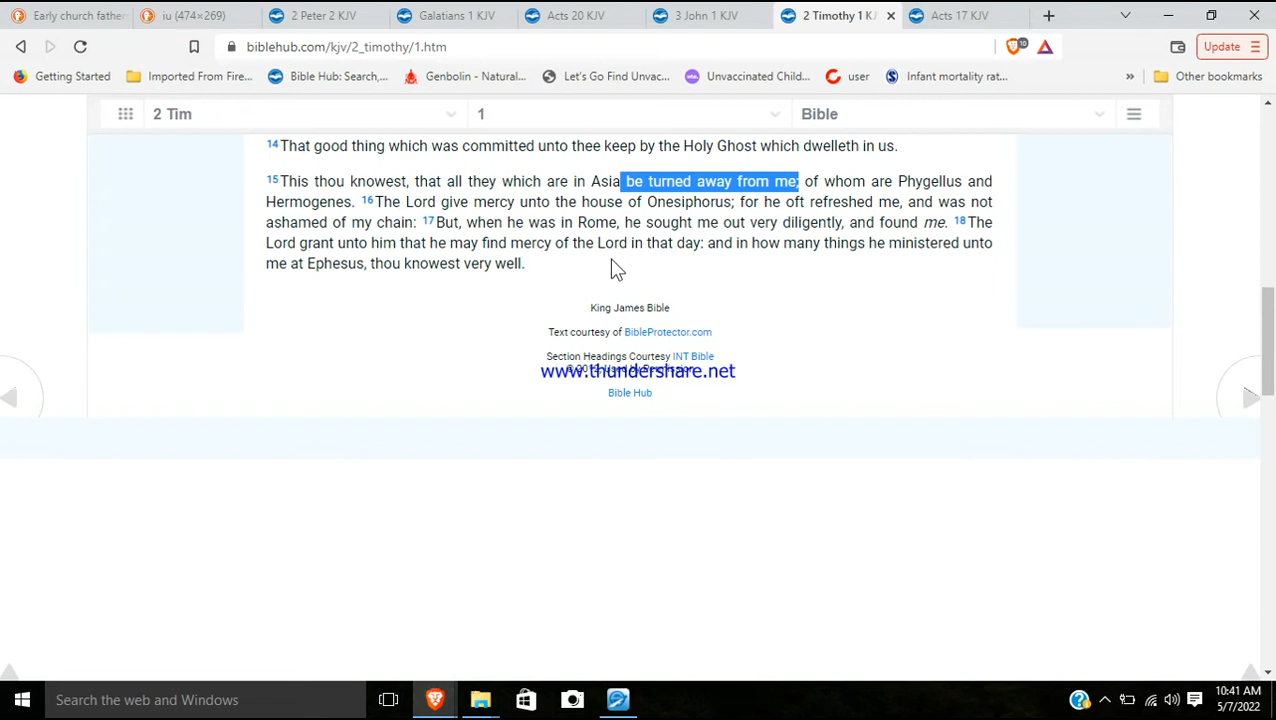 Early church father
iu (474×269)
2 Peter 2 KJV
Galatians 1 KJV
Acts 20 KJV
3 John 1 KJV
2 Timothy 1 KJ
Acts 17 KJV
biblehub.com/kjv/2_timothy/1.htm
10
Update
Getting Started
Imported From Fire...
Bible Hub: Search,...
Genbolin - Natural...
Let's Go Find Unvac...
Unvaccinated Child...
user
Infant mortality rat...
Other bookmarks
2 Tim
1
Bible
14 That good thing which was committed unto thee keep by the Holy Ghost which dwelleth in us.
15 This thou knowest, that all they which are in Asia be turned away from me; of whom are Phygellus and
Hermogenes. 16 The Lord give mercy unto the house of Onesiphorus; for he oft refreshed me, and was not
ashamed of my chain: 17 But, when he was in Rome, he sought me out very diligently, and found me. 18 The
Lord grant unto him that he may find mercy of the Lord in that day: and in how many things he ministered unto
me at Ephesus, thou knowest very well.
King James Bible
Text courtesy of BibleProtector.com
Section Headings Courtesy INT Bible
www.thundershare.net
Bible Hub
Search the web and Windows
10:41 AM
5/7/2022